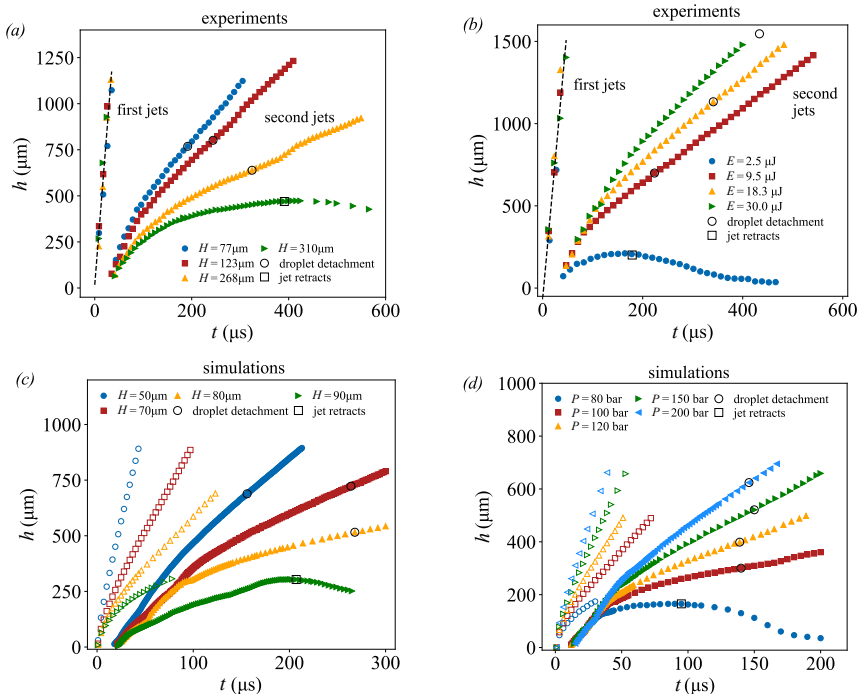 experiments
(a)
h (μm)
1250
1000
750
500
250
0
first jets
second jets
H = 77μm
H = 123μm
H = 268μm
H = 310μm
droplet detachment
jet retracts
0
200
400
600
t (μs)
experiments
(b)
h (μm)
1500
1000
500
0
first jets
second
jets
E = 2.5 μJ
E = 9.5 μJ
E = 18.3 μJ
E = 30.0 μJ
droplet detachment
jet retracts
0
200
400
600
t (μs)
simulations
(c)
h (μm)
1000
750
500
250
0
H = 50μm
H = 70μm
H = 80μm
droplet detachment
H = 90μm
jet retracts
0
100
200
300
t (μs)
simulations
(d)
h (μm)
1000
800
600
400
200
0
P = 80 bar
P = 100 bar
P = 120 bar
P = 150 bar
P = 200 bar
droplet detachment
jet retracts
0
50
100
150
200
t (μs)